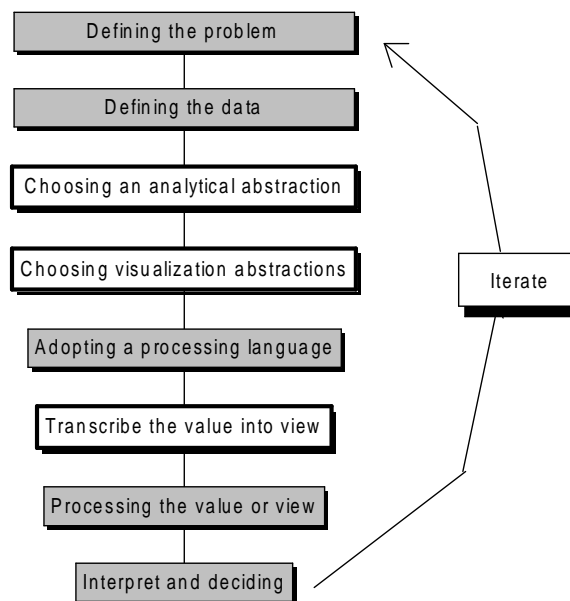 Defining the problem
Defining the data
Choosing an analytical abstraction
Choosing visualization abstractions
Iterate
Adopting a processing language
Transcribe the value into view
Processing the value or view
Interpret and deciding